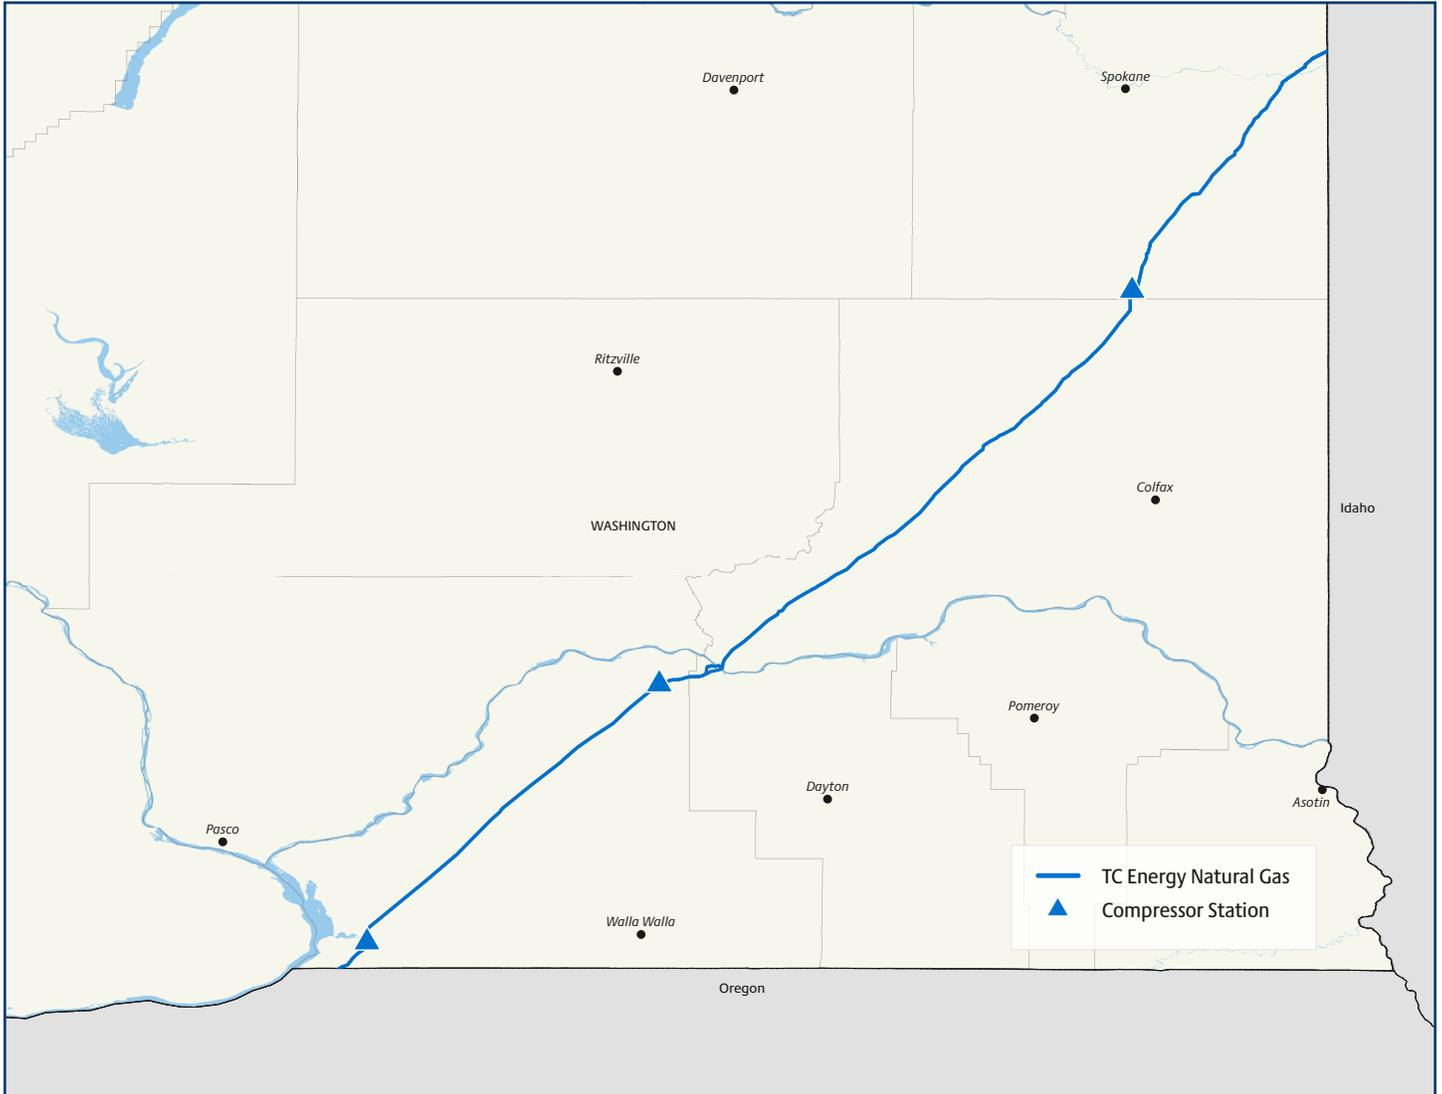 Davenport
Spokane
Ritzville
Colfax
Idaho
WASHINGTON
Pomeroy
Dayton
Asotin
Pasco
TC Energy Natural Gas
Compressor Station
Walla Walla
Oregon